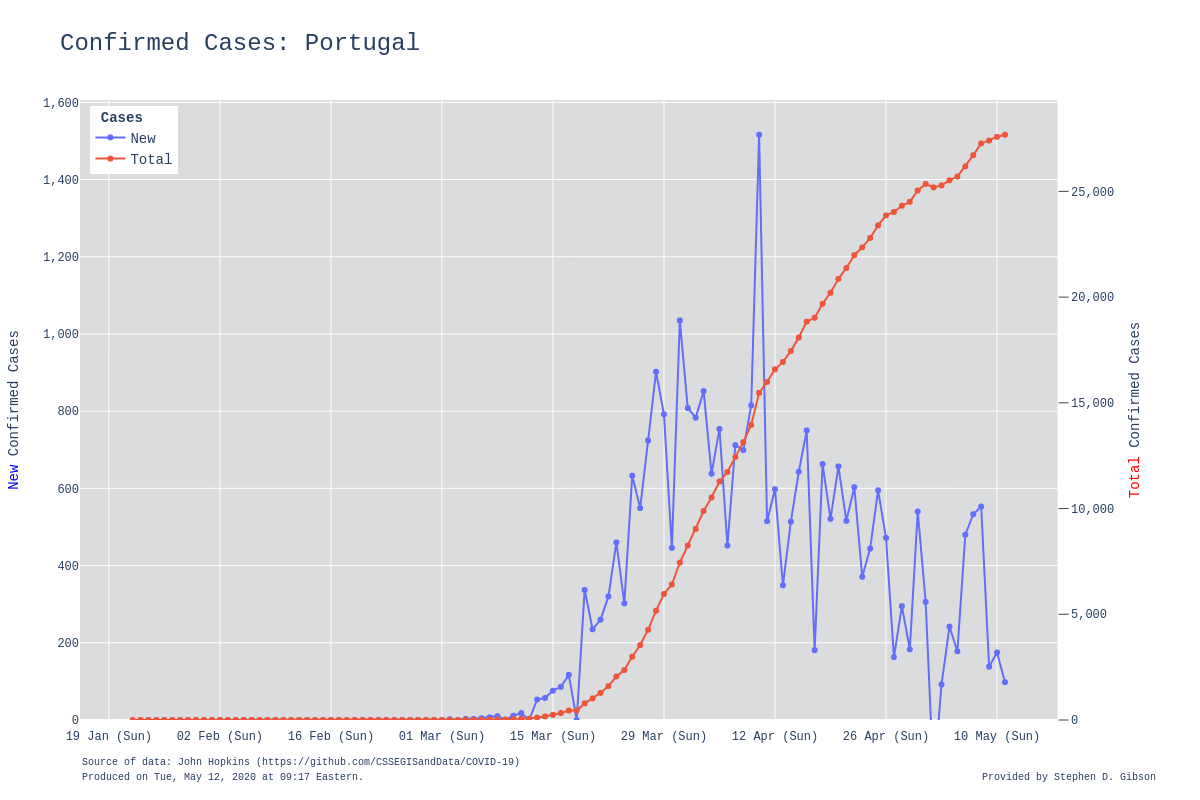 Confirmed Cases: Portugal
Cases
New
Total
1,600
1,400
1,200
1,000
800
600
400
200
0
New Confirmed Cases
25,000
20,000
15,000
10,000
5,000
0
Total Confirmed Cases
19 Jan (Sun) 02 Feb (Sun) 16 Feb (Sun) 01 Mar (Sun) 15 Mar (Sun) 29 Mar (Sun) 12 Apr (Sun) 26 Apr (Sun) 10 May (Sun)
Source of data: John Hopkins (https://github.com/CSSEGISandData/COVID-19)
Produced on Tue, May 12, 2020 at 09:17 Eastern.
Provided by Stephen D. Gibson